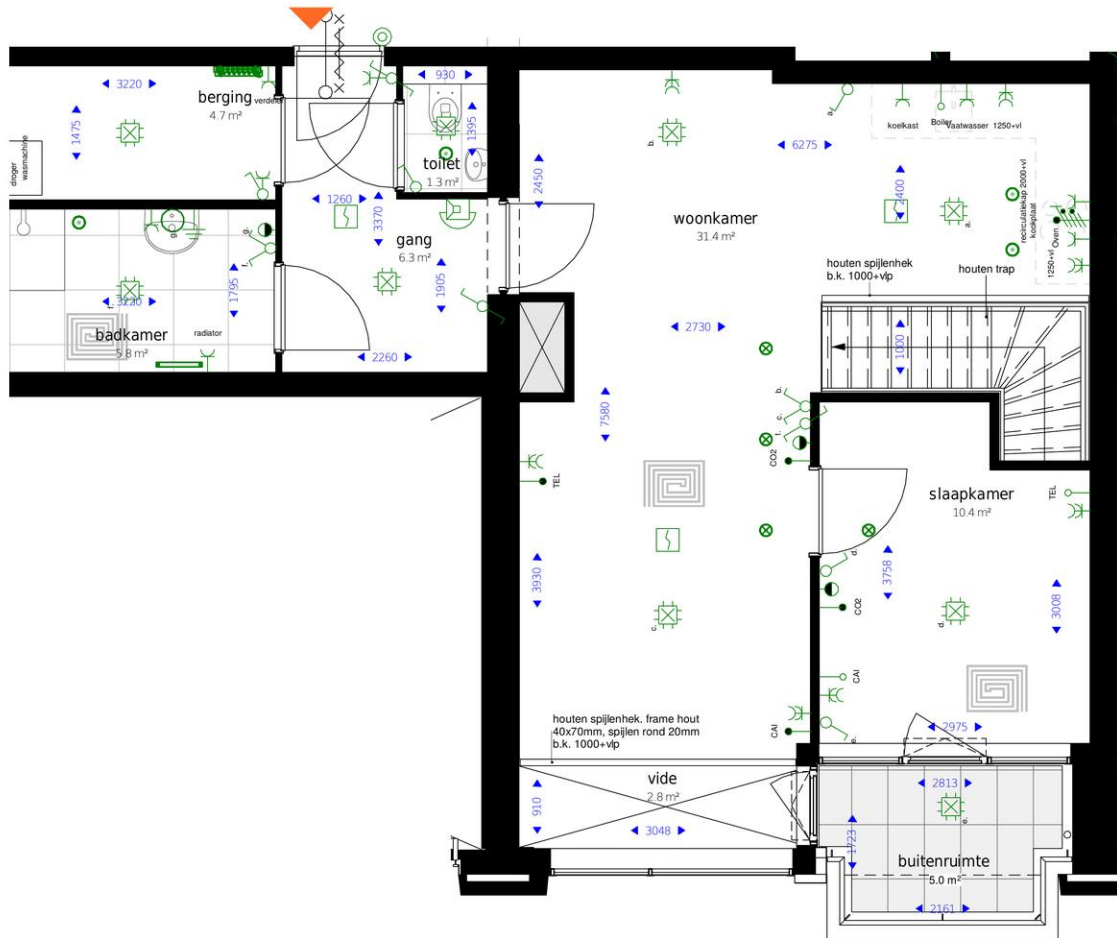 3220
berging
verdeler
4.7 m²
1475
droger
wasmachine
930
1395
toilet
1.3 m²
1260
3370
gang
6.3 m²
1905
2260
g.
f.
1795
3220
f.
badkamer
5.8 m²
radiator
2450
b.
a.
6275
koelkast
Boiler
Vaatwasser
1250+vl
2400
a.
recirculatiekap 2000+vl
kookplaat
Oven
1250+vl
woonkamer
31.4 m²
houten spijlenhek
b.k. 1000+vlp
houten trap
2730
1000
7580
b.
c.
CO2
TEL
3930
c.
slaapkamer
10.4 m²
TEL
d.
3758
CO2
3008
d.
CAI
CAI
e.
2975
houten spijlenhek. frame hout
40x70mm, spijlen rond 20mm
b.k. 1000+vlp
vide
2.8 m²
910
3048
2813
e.
1723
buitenruimte
5.0 m²
2161